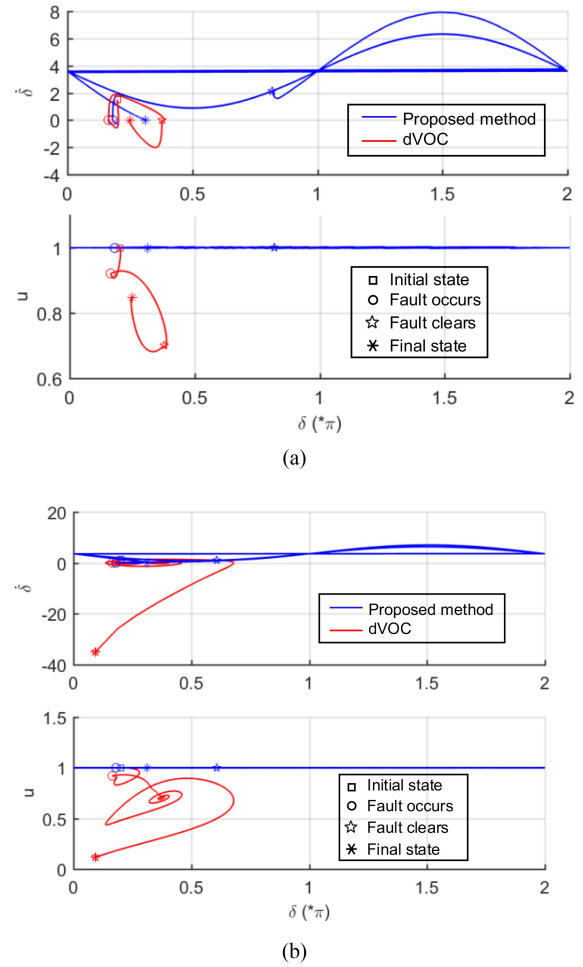 8
6
4
2
0
-2
-4
δ̇
0
0.5
1
1.5
2
Proposed method
dVOC
1
0.8
0.6
u
0
0.5
1
1.5
2
δ (*π)
Initial state
Fault occurs
Fault clears
Final state
(a)
20
0
-20
-40
δ̇
0
0.5
1
1.5
2
Proposed method
dVOC
1.5
1
0.5
0
u
0
0.5
1
1.5
2
δ (*π)
Initial state
Fault occurs
Fault clears
Final state
(b)